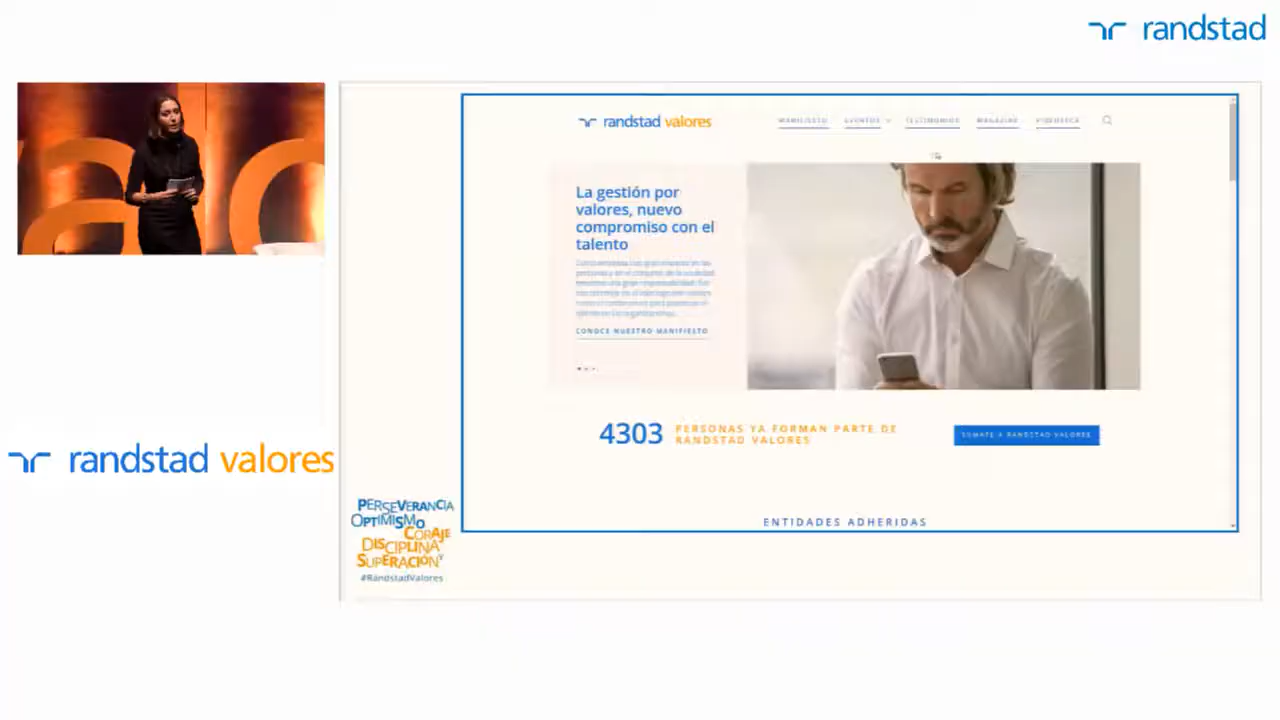 randstad
randstad valores
MANIFIESTO EVENTOS TESTIMONIOS MAGAZINE VIDEOTECA
La gestión por
valores, nuevo
compromiso con el
talento
CONOCE NUESTRO MANIFIESTO
4303 PERSONAS YA FORMAN PARTE DE
RANDSTAD VALORES
SÚMATE A RANDSTAD VALORES
ENTIDADES ADHERIDAS
randstad valores
PERSEVERANCIA
OPTIMISMO
CORAJE
DISCIPLINA
Y
SUPERACIÓN
#RandstadValores